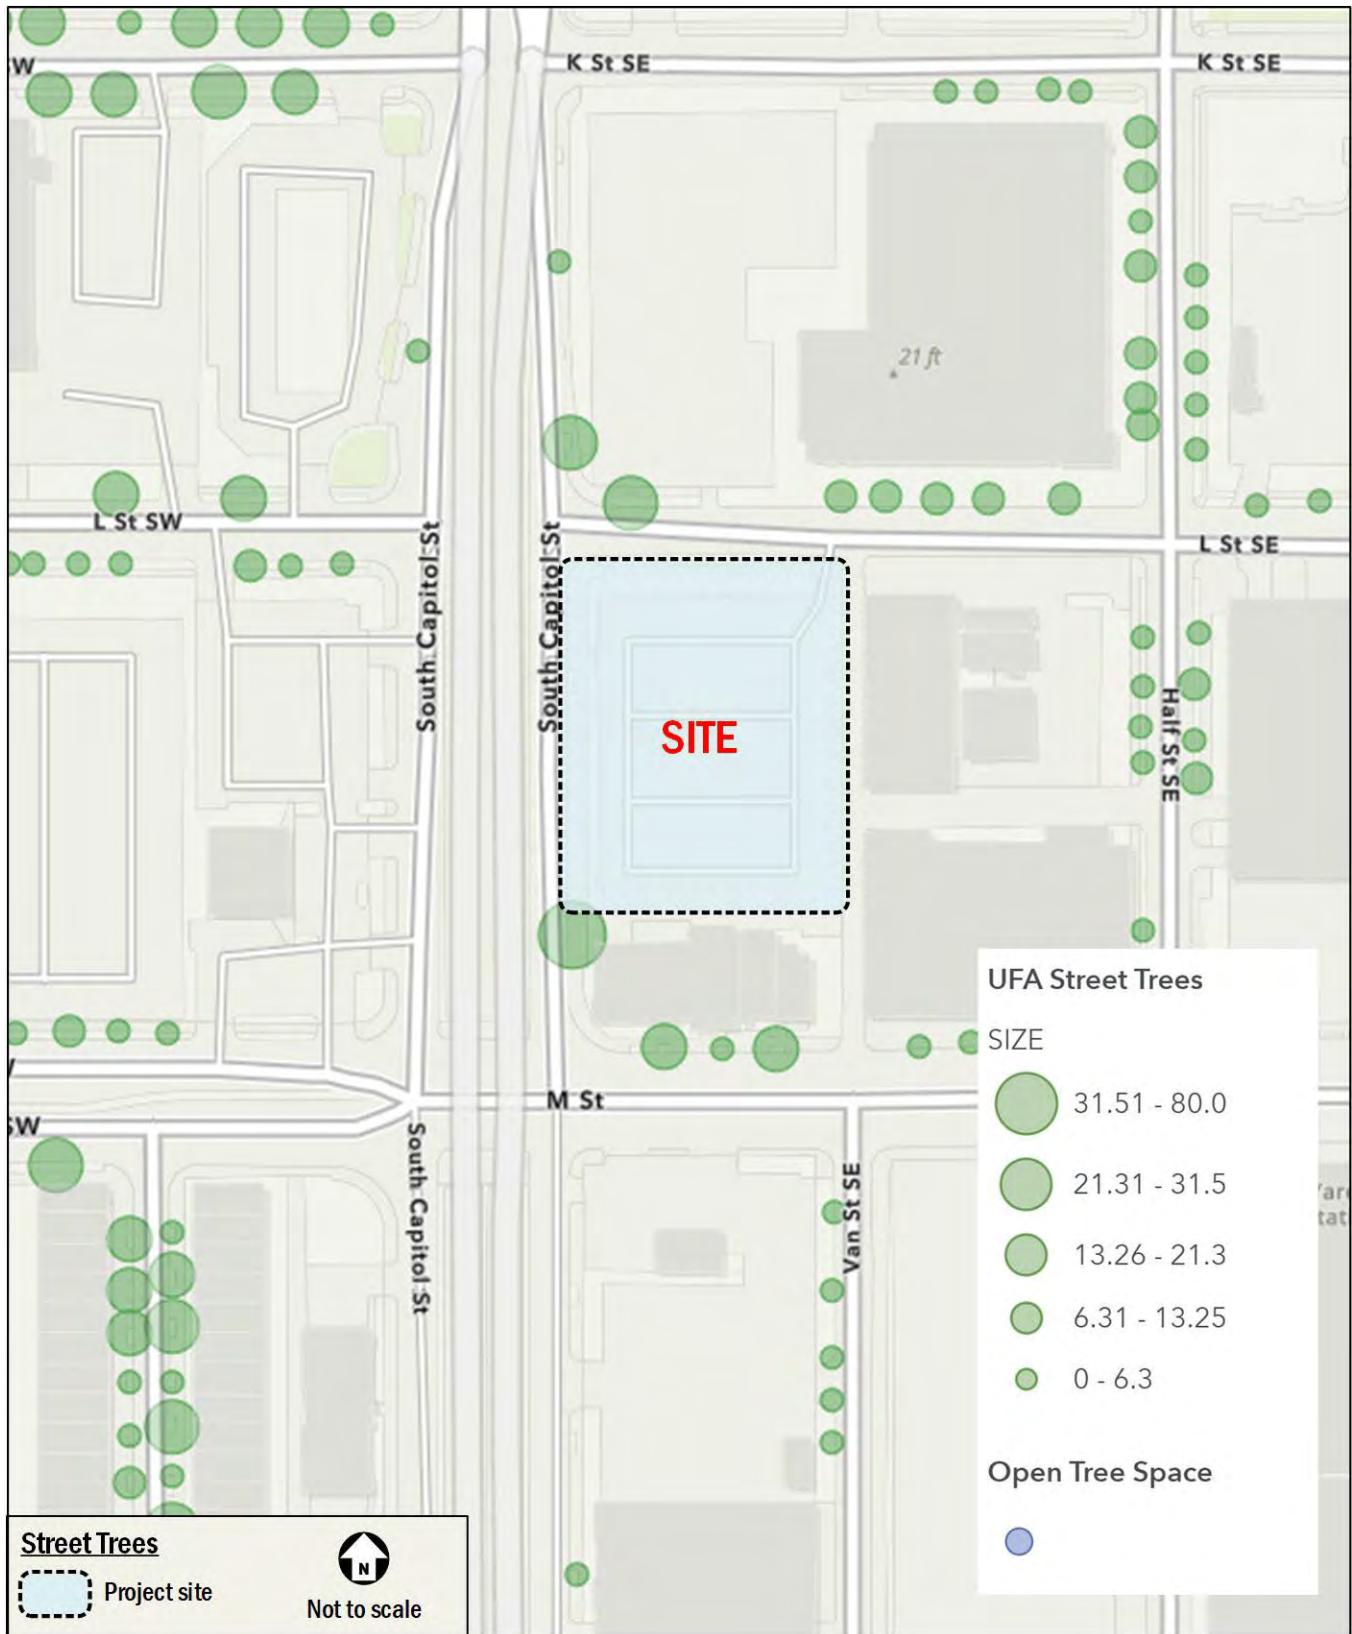 W
K St SE
K St SE
21 ft
L St SW
South Capitol St
South Capitol St
L St SE
SITE
Half St SE
M St
SW
South Capitol St
Van St SE
UFA Street Trees
SIZE
31.51 - 80.0
21.31 - 31.5
13.26 - 21.3
6.31 - 13.25
0 - 6.3
Open Tree Space
Street Trees
Project site
N
Not to scale